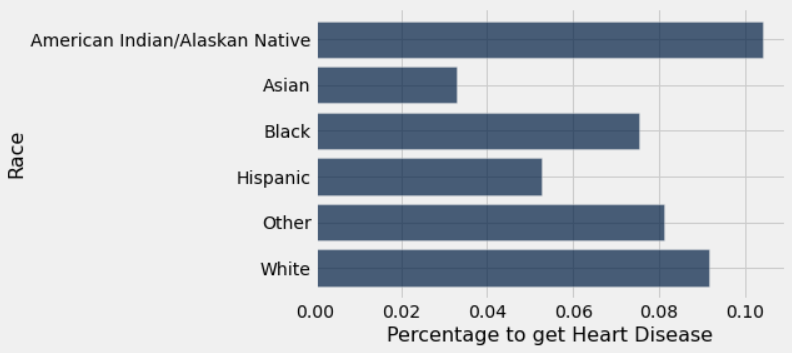 American Indian/Alaskan Native
Asian
Black
Hispanic
Other
White
Race
0.00 0.02 0.04 0.06 0.08 0.10
Percentage to get Heart Disease